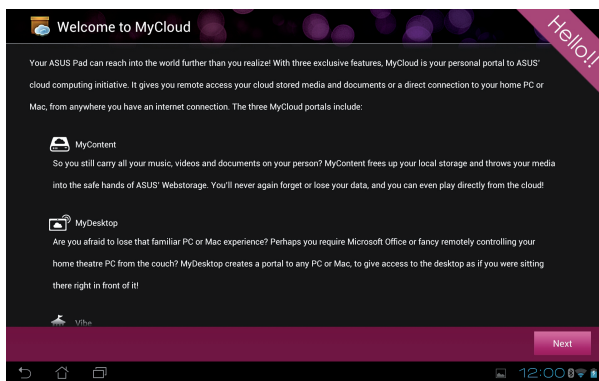 Welcome to MyCloud
Hello!!
Your ASUS Pad can reach into the world further than you realize! With three exclusive features, MyCloud is your personal portal to ASUS'
cloud computing initiative. It gives you remote access your cloud stored media and documents or a direct connection to your home PC or
Mac, from anywhere you have an internet connection. The three MyCloud portals include:
MyContent
So you still carry all your music, videos and documents on your person? MyContent frees up your local storage and throws your media
into the safe hands of ASUS' Webstorage. You'll never again forget or lose your data, and you can even play directly from the cloud!
MyDesktop
Are you afraid to lose that familiar PC or Mac experience? Perhaps you require Microsoft Office or fancy remotely controlling your
home theatre PC from the couch? MyDesktop creates a portal to any PC or Mac, to give access to the desktop as if you were sitting
there right in front of it!
Vibe
Next
12:00